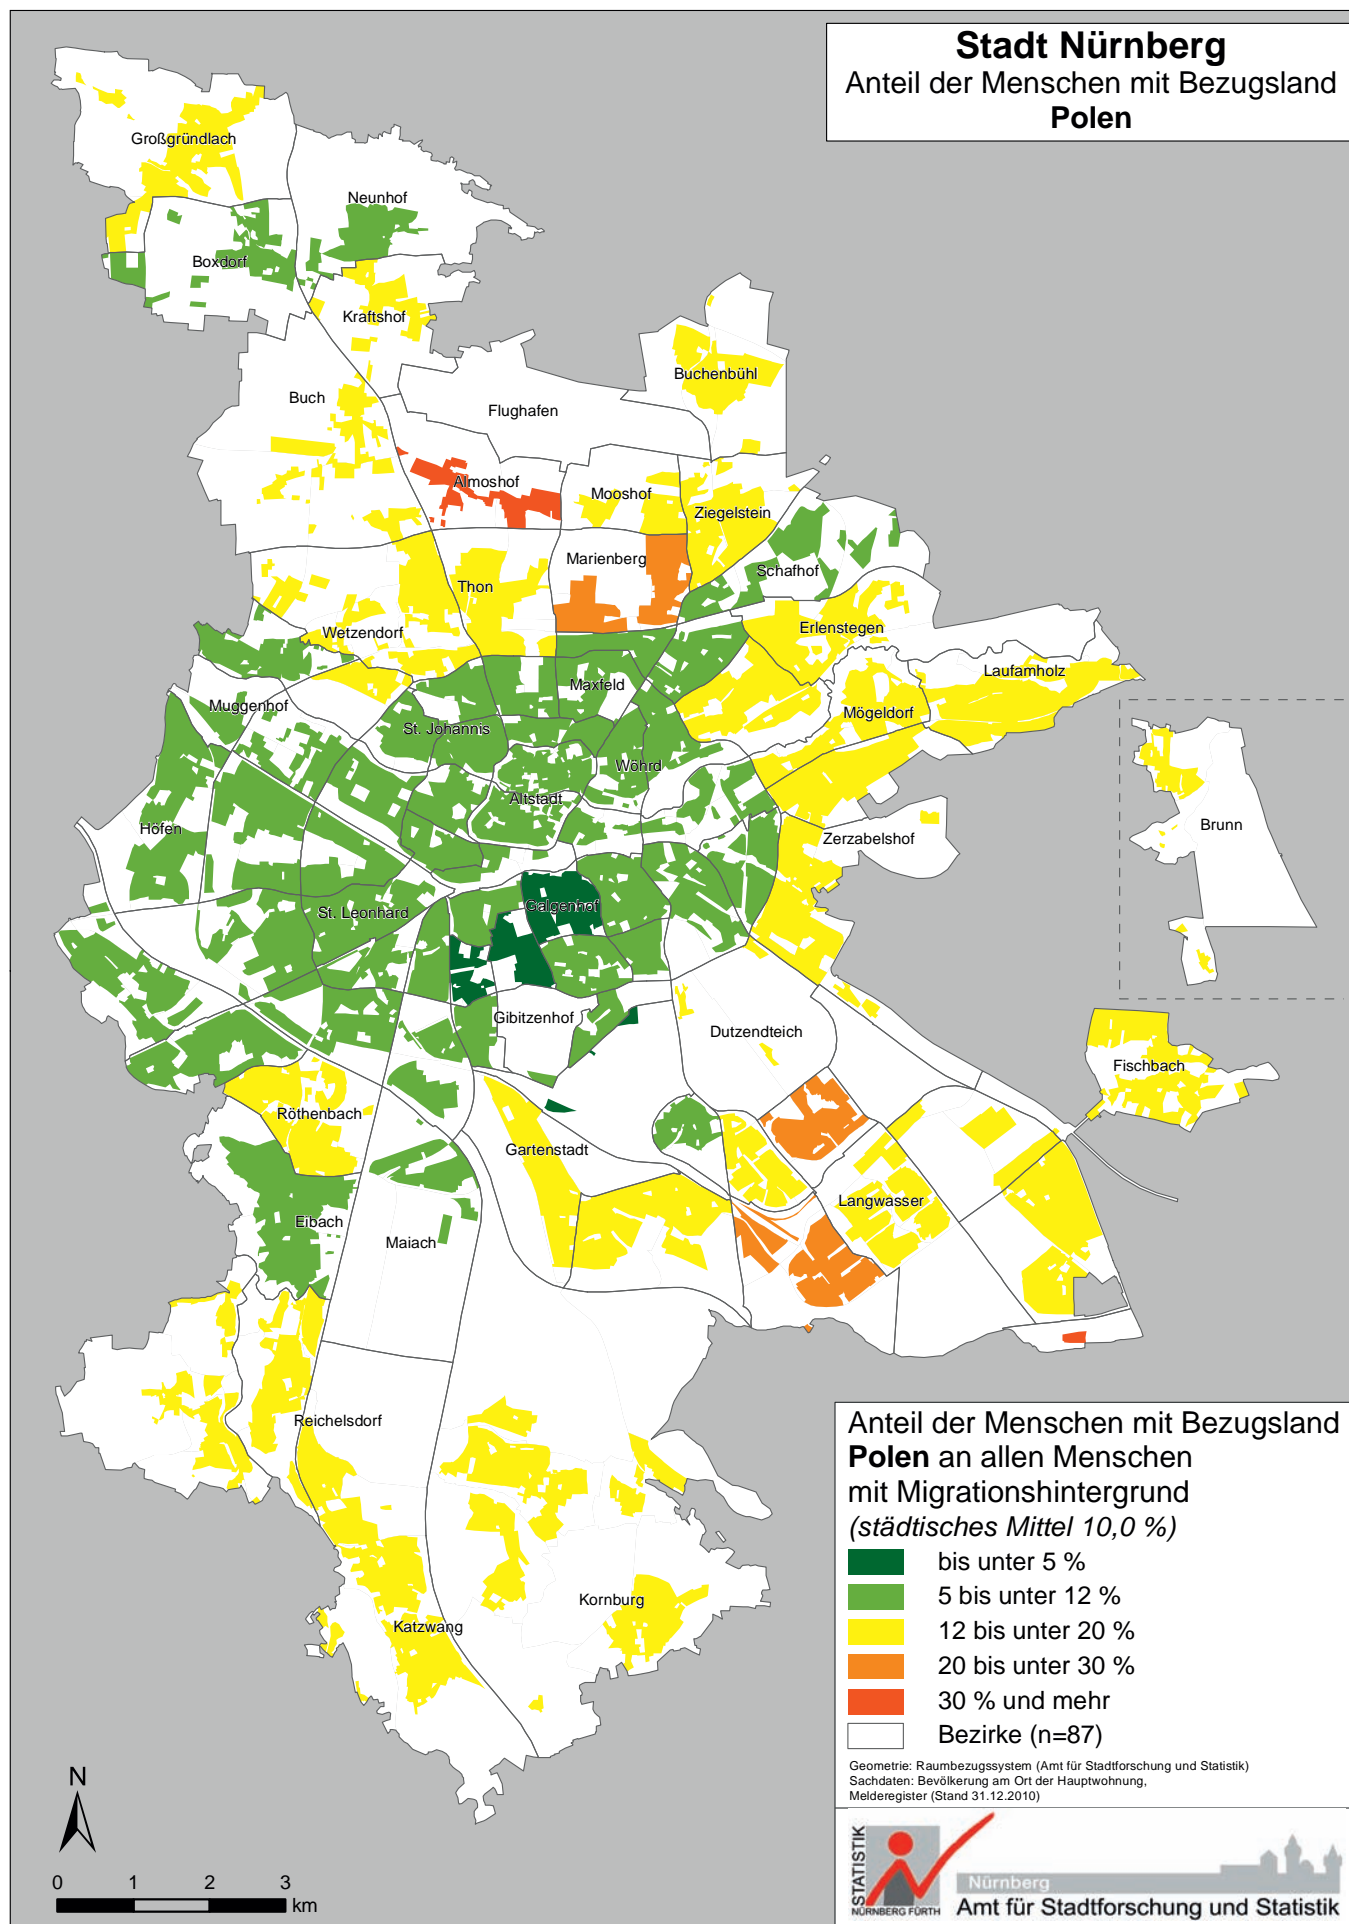 Stadt Nürnberg
Anteil der Menschen mit Bezugsland
Polen
Großgründlach
Neunhof
Boxdorf
Kraftshof
Buchenbühl
Buch
Flughafen
Almoshof
Mooshof
Ziegelstein
Marienberg
Schafhof
Thon
Wetzendorf
Erlenstegen
Laufamholz
Maxfeld
Muggenhof
Mögeldorf
St. Johannis
Wöhrd
Altstadt
Höfen
Zerzabelshof
Brunn
Galgenhof
St. Leonhard
Gibitzenhof
Dutzendteich
Fischbach
Röthenbach
Gartenstadt
Langwasser
Eibach
Maiach
Reichelsdorf
Kornburg
Katzwang
Anteil der Menschen mit Bezugsland
Polen an allen Menschen
mit Migrationshintergrund
(städtisches Mittel 10,0 %)
bis unter 5 %
5 bis unter 12 %
12 bis unter 20 %
20 bis unter 30 %
30 % und mehr
Bezirke (n=87)
Geometrie: Raumbezugssystem (Amt für Stadtforschung und Statistik)
Sachdaten: Bevölkerung am Ort der Hauptwohnung,
Melderegister (Stand 31.12.2010)
N
0 1 2 3
km
STATISTIK
NÜRNBERG FÜRTH
Nürnberg
Amt für Stadtforschung und Statistik